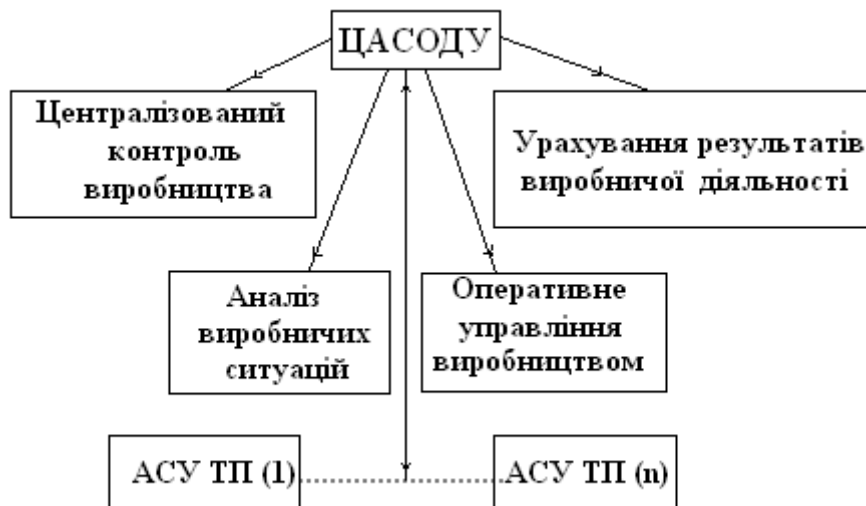 ЦАСОДУ
Централізований
контроль
виробництва
Урахування результатів
виробничої діяльності
Аналіз
виробничих
ситуацій
Оперативне
управління
виробництвом
АСУ ТП (1)
АСУ ТП (n)